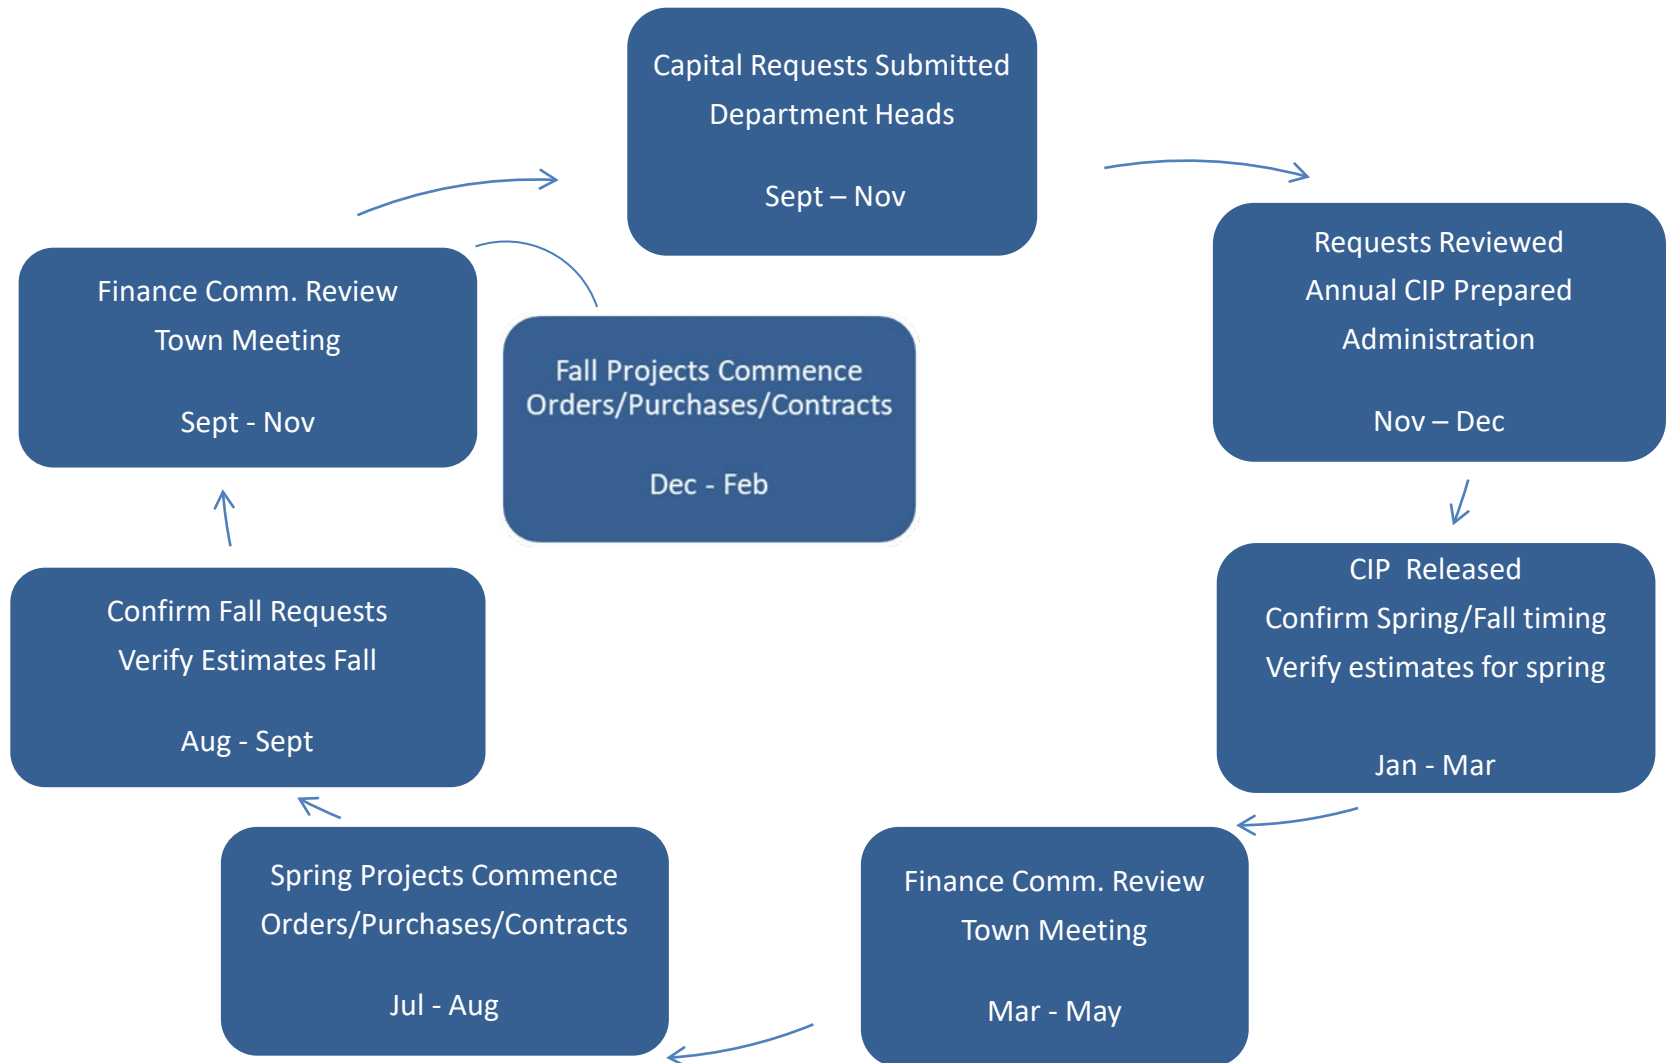 Capital Requests Submitted
Department Heads
Sept – Nov
Requests Reviewed
Annual CIP Prepared
Administration
Nov – Dec
CIP  Released
Confirm Spring/Fall timing
Verify estimates for spring
Jan - Mar
Finance Comm. Review
Town Meeting
Mar - May
Spring Projects Commence
Orders/Purchases/Contracts
Jul - Aug
Confirm Fall Requests
Verify Estimates Fall
Aug - Sept
Finance Comm. Review
Town Meeting
Sept - Nov
Fall Projects Commence
Orders/Purchases/Contracts
Dec - Feb